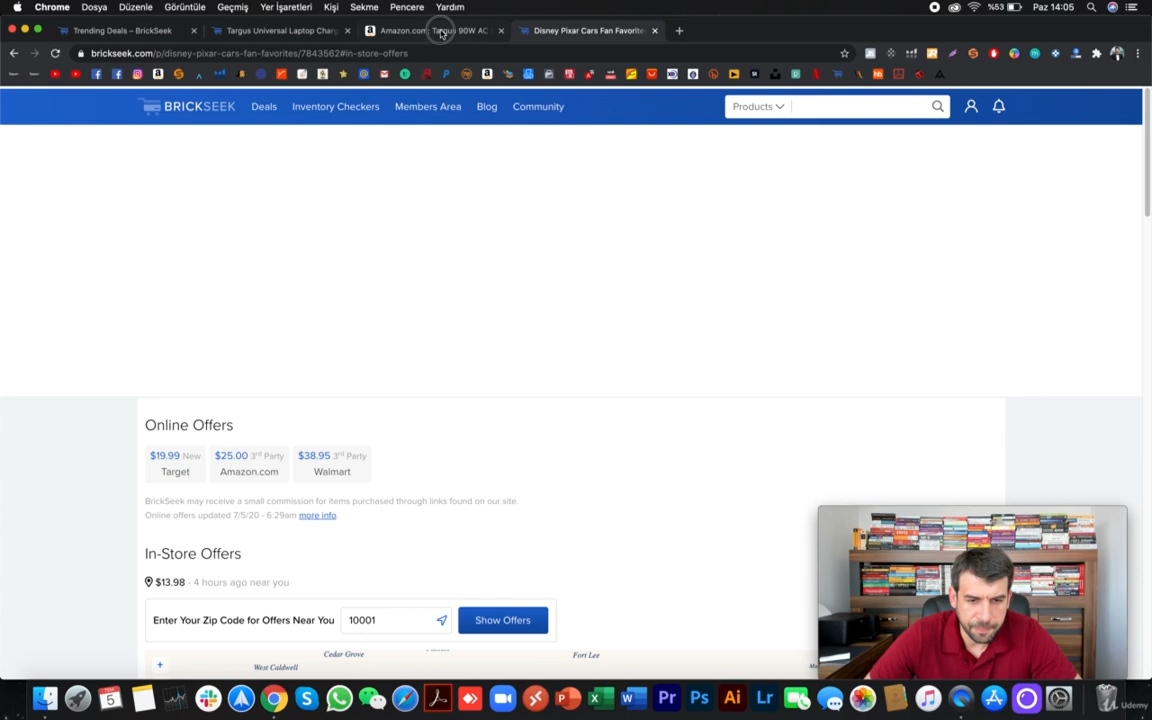 Chrome Dosya Düzenle Görüntüle Geçmiş Yer İşaretleri Kişi Sekme Pencere Yardım %53 Paz 14:05
Trending Deals – BrickSeek Targus Universal Laptop Char Amazon.com Targus 90W AC Disney Pixar Cars Fan Favorite
brickseek.com/p/disney-pixar-cars-fan-favorites/7843562#in-store-offers
BRICKSEEK Deals Inventory Checkers Members Area Blog Community Products
Online Offers
$19.99 New $25.00 3rd Party $38.95 3rd Party
Target Amazon.com Walmart
BrickSeek may receive a small commission for items purchased through links found on our site.
Online offers updated 7/5/20 - 6:29am more info.
In-Store Offers
$13.98 - 4 hours ago near you
Enter Your Zip Code for Offers Near You 10001 Show Offers
+
Cedar Grove Fort Lee
West Caldwell
5 W Pr Ps Ai Lr
Udemy